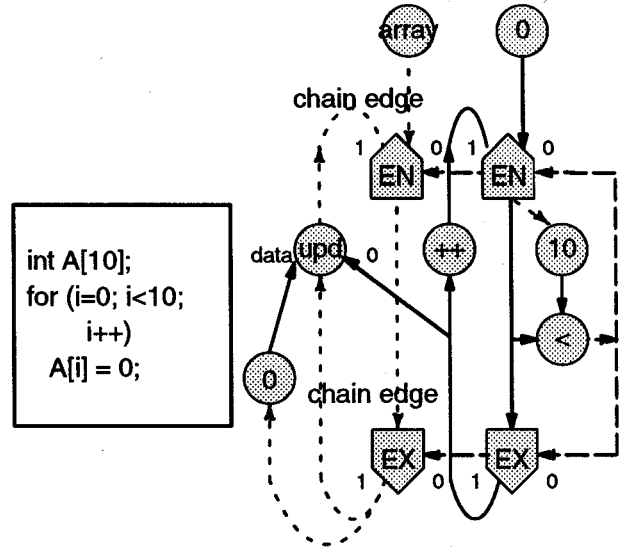 array
0
chain edge
1
0
1
0
EN
EN
data
upd
0
++
10
int A[10];
for (i=0; i<10;
i++)
A[i] = 0;
<
0
chain edge
EX
EX
1
0
1
0